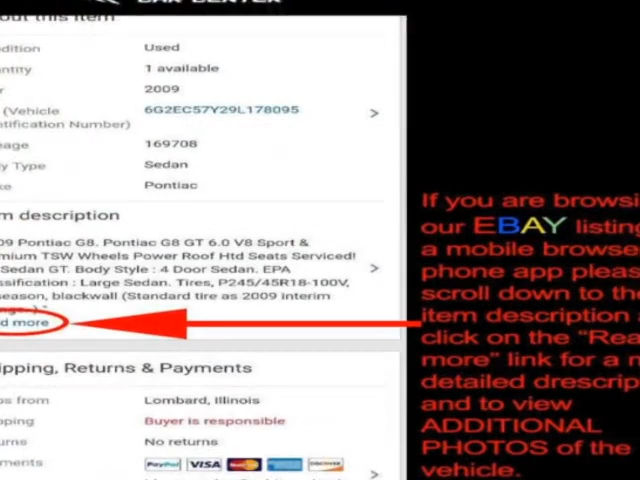 CAR CENTER
out this item
dition Used
ntity 1 available
r 2009
(Vehicle 6G2EC57Y29L178095
ntification Number)
eage 169708
y Type Sedan
ke Pontiac
m description
09 Pontiac G8. Pontiac G8 GT 6.0 V8 Sport &
mium TSW Wheels Power Roof Htd Seats Serviced!
Sedan GT. Body Style : 4 Door Sedan. EPA
lassification : Large Sedan. Tires, P245/45R18-100V,
season, blackwall (Standard tire as 2009 interim
d more
ipping, Returns & Payments
s from Lombard, Illinois
pping Buyer is responsible
urns No returns
ments PayPal VISA DISCOVER
If you are browsi
our EBAY listing
a mobile browse
phone app pleas
scroll down to th
item description a
click on the "Rea
more" link for a m
detailed drescrip
and to view
ADDITIONAL
PHOTOS of the
vehicle.